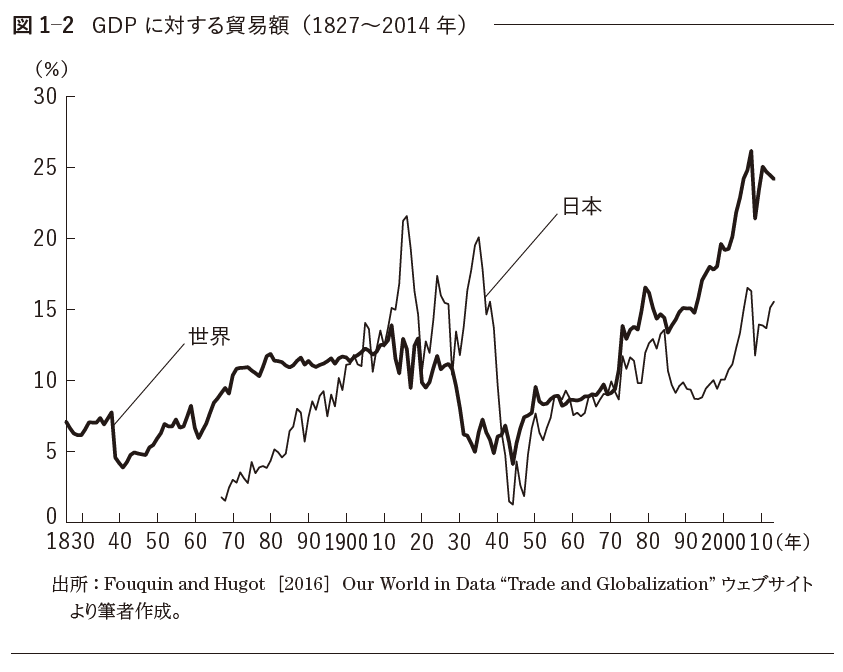 図 1-2 GDP に対する貿易額（1827～2014 年）
（%）
30
25
20
15
10
5
0
日本
世界
1830 40 50 60 70 80 90 1900 10 20 30 40 50 60 70 80 90 2000 10（年）
出所：Fouquin and Hugot［2016］Our World in Data “Trade and Globalization” ウェブサイト
より筆者作成。